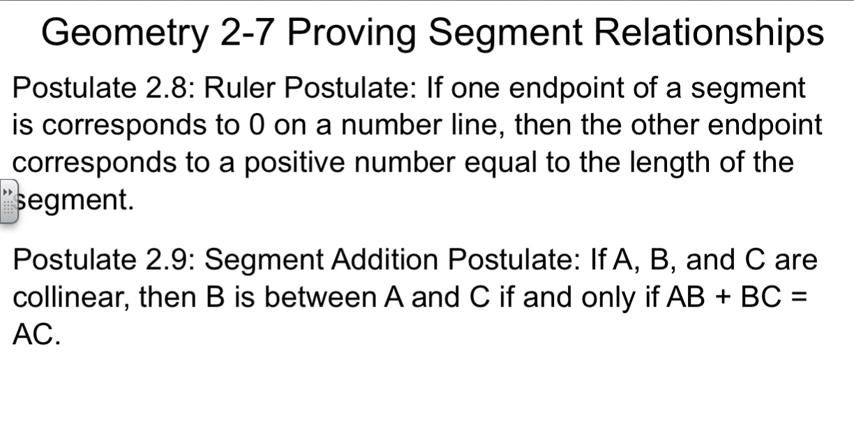 Geometry 2-7 Proving Segment Relationships
Postulate 2.8: Ruler Postulate: If one endpoint of a segment
is corresponds to 0 on a number line, then the other endpoint
corresponds to a positive number equal to the length of the
segment.
Postulate 2.9: Segment Addition Postulate: If A, B, and C are
collinear, then B is between A and C if and only if AB + BC =
AC.